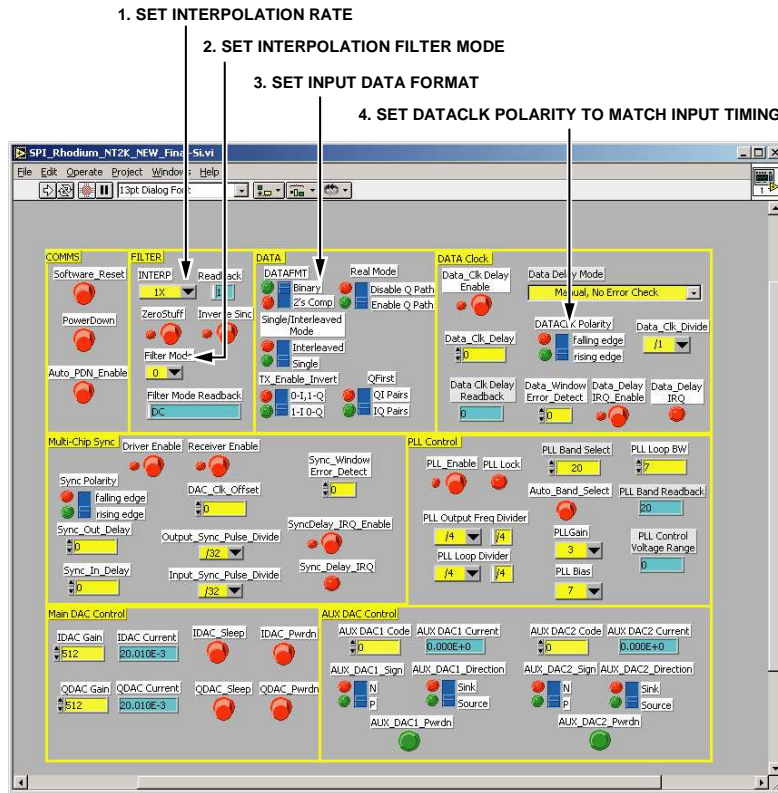 1. SET INTERPOLATION RATE
2. SET INTERPOLATION FILTER MODE
3. SET INPUT DATA FORMAT
4. SET DATACLK POLARITY TO MATCH INPUT TIMING
SPI_Rhodium_NT2K_NEW_Final-Si.vi
File Edit Operate Project Windows Help
13pt Dialog Font
1
COMMS
Software_Reset
PowerDown
Auto_PDN_Enable
FILTER
INTERP Readback
1X
ZeroStuff Inverse Sinc
Filter Mode
0
Filter Mode Readback
DC
DATA
DATAFMT
Binary
2's Comp
Real Mode
Disable Q Path
Enable Q Path
Single/Interleaved
Mode
Interleaved
Single
TX_Enable_Invert
0-I,1-Q
1-I 0-Q
QFirst
QI Pairs
IQ Pairs
DATA Clock
Data_Clk Delay
Enable
Data Delay Mode
Manual, No Error Check
Data_Clk_Delay
0
DATACLK Polarity
falling edge
rising edge
Data_Clk_Divide
/1
Data Clk Delay
Readback
0
Data_Window
Error_Detect
0
Data_Delay
IRQ_Enable
Data_Delay
IRQ
Multi-Chip Sync
Driver Enable
Receiver Enable
Sync Polarity
falling edge
rising edge
DAC_Clk_Offset
0
Sync_Window
Error_Detect
0
Sync_Out_Delay
0
Output_Sync_Pulse_Divide
/32
SyncDelay_IRQ_Enable
Sync_In_Delay
0
Input_Sync_Pulse_Divide
/32
Sync_Delay_IRQ
PLL Control
PLL_Enable
PLL Lock
PLL Band Select
20
PLL Loop BW
7
Auto_Band_Select
PLL Band Readback
20
PLL Output Freq Divider
/4 /4
PLL Loop Divider
/4 /4
PLLGain
3
PLL Bias
7
PLL Control
Voltage Range
0
Main DAC Control
IDAC Gain
512
IDAC Current
20.010E-3
IDAC_Sleep
IDAC_Pwrdn
QDAC Gain
512
QDAC Current
20.010E-3
QDAC_Sleep
QDAC_Pwrdn
AUX DAC Control
AUX DAC1 Code
0
AUX DAC1 Current
0.000E+0
AUX_DAC1_Sign
N
P
AUX_DAC1_Direction
Sink
Source
AUX_DAC1_Pwrdn
AUX DAC2 Code
0
AUX DAC2 Current
0.000E+0
AUX_DAC2_Sign
N
P
AUX_DAC2_Direction
Sink
Source
AUX_DAC2_Pwrdn